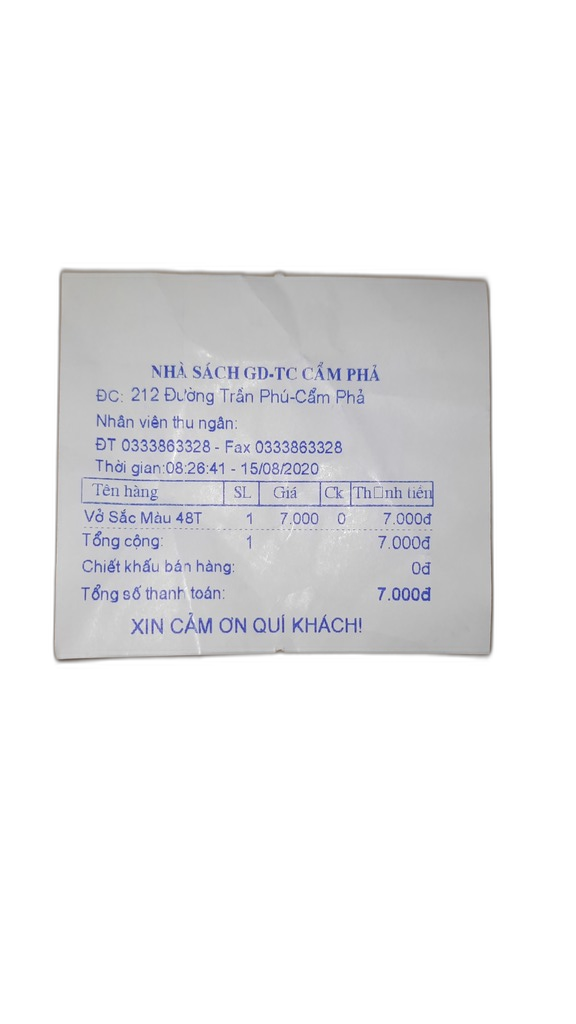 NHÀ SÁCH GD-TC CẨM PHẢ
ĐC: 212 Đường Trần Phú-Cẩm Phả
Nhân viên thu ngân:
ĐT 0333863328 - Fax 0333863328
Thời gian:08:26:41 - 15/08/2020
Tên hàng SL Giá Ck Th□nh tiền
Vở Sắc Màu 48T 1 7.000 0 7.000đ
Tổng cộng: 1 7.000đ
Chiết khấu bán hàng: 0đ
Tổng số thanh toán: 7.000đ
XIN CẢM ƠN QUÍ KHÁCH!